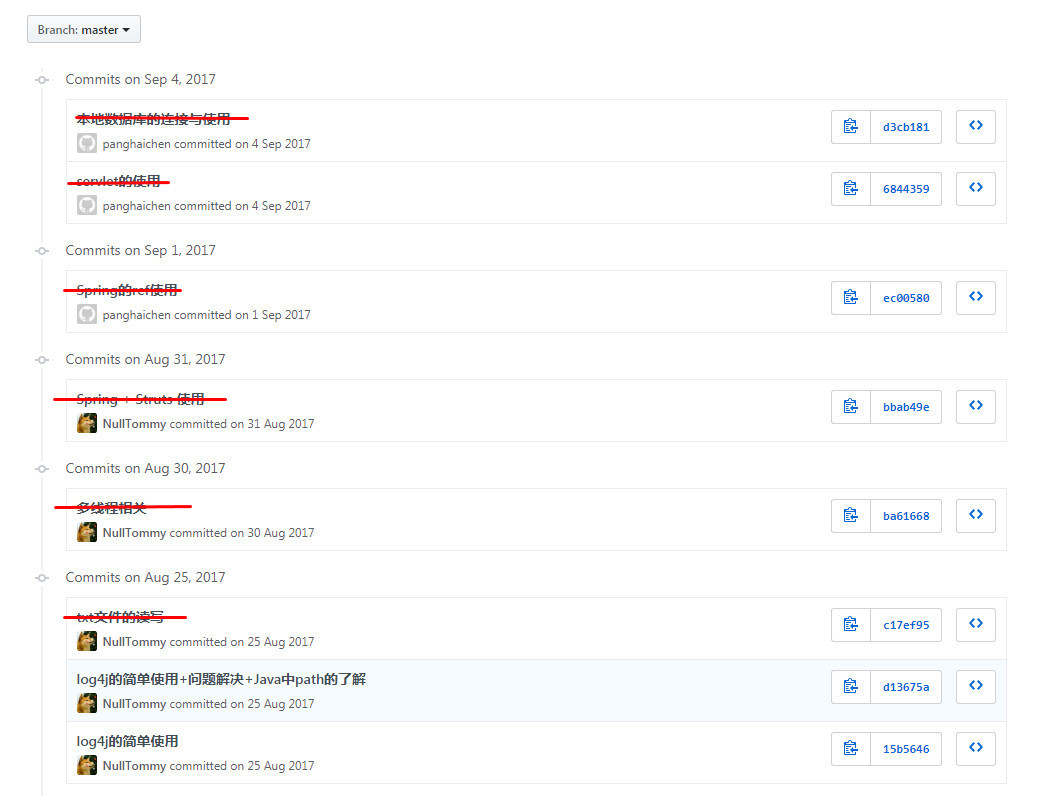 Branch: master
Commits on Sep 4, 2017
本地数据库的连接与使用
d3cb181
panghaichen committed on 4 Sep 2017
servlet的使用
6844359
panghaichen committed on 4 Sep 2017
Commits on Sep 1, 2017
Spring的ref使用
ec00580
panghaichen committed on 1 Sep 2017
Commits on Aug 31, 2017
Spring + Struts 使用
bbab49e
NullTommy committed on 31 Aug 2017
Commits on Aug 30, 2017
多线程相关
ba61668
NullTommy committed on 30 Aug 2017
Commits on Aug 25, 2017
txt文件的读写
c17ef95
NullTommy committed on 25 Aug 2017
log4j的简单使用+问题解决+Java中path的了解
d13675a
NullTommy committed on 25 Aug 2017
log4j的简单使用
15b5646
NullTommy committed on 25 Aug 2017